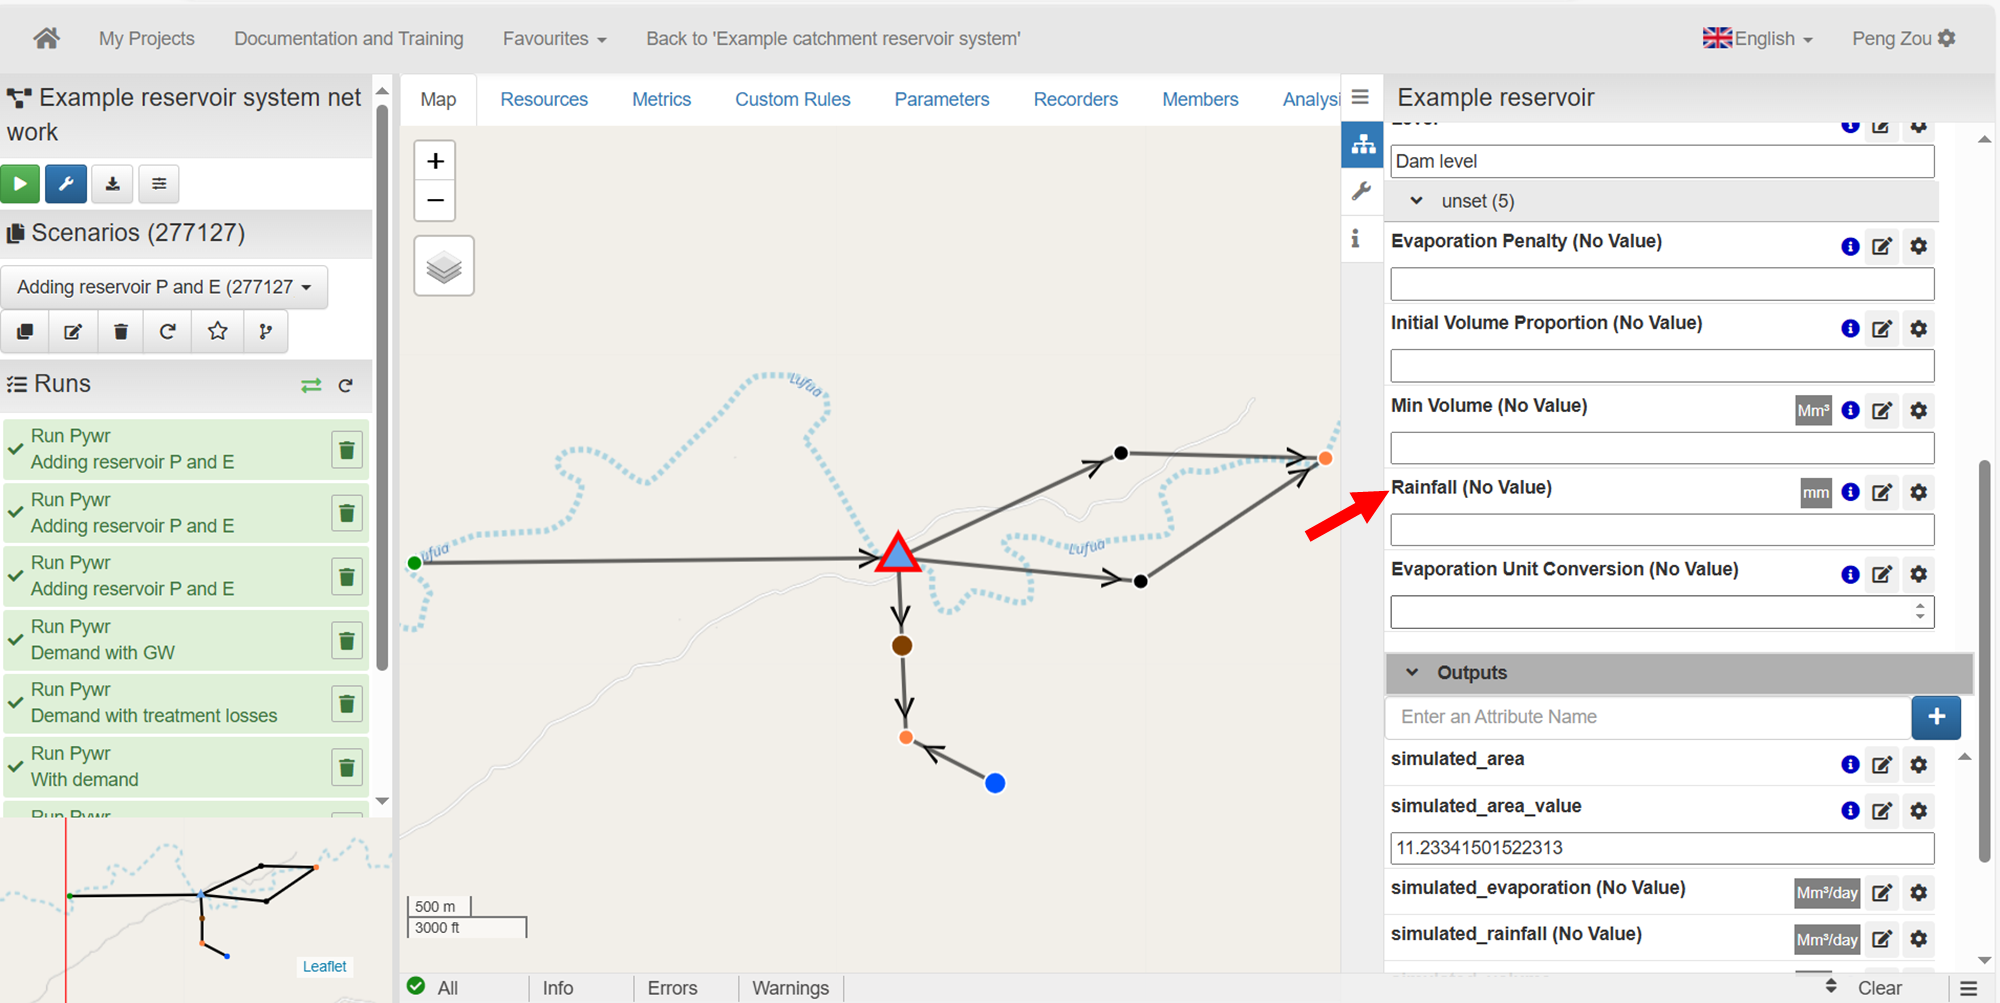 My Projects
Documentation and Training
Favourites
Back to 'Example catchment reservoir system'
English
Peng Zou
Example reservoir system net
work
Scenarios (277127)
Adding reservoir P and E (277127
Runs
Run Pywr
Adding reservoir P and E
Run Pywr
Adding reservoir P and E
Run Pywr
Adding reservoir P and E
Run Pywr
Demand with GW
Run Pywr
Demand with treatment losses
Run Pywr
With demand
Run Pywr
Leaflet
Map
Resources
Metrics
Custom Rules
Parameters
Recorders
Members
Analysi
+
−
Lufua
ufua
Lufua
500 m
3000 ft
All
Info
Errors
Warnings
Clear
Example reservoir
Level
Dam level
unset (5)
Evaporation Penalty (No Value)
Initial Volume Proportion (No Value)
Min Volume (No Value)
Mm³
Rainfall (No Value)
mm
Evaporation Unit Conversion (No Value)
Outputs
Enter an Attribute Name
+
simulated_area
simulated_area_value
11.23341501522313
simulated_evaporation (No Value)
Mm³/day
simulated_rainfall (No Value)
Mm³/day